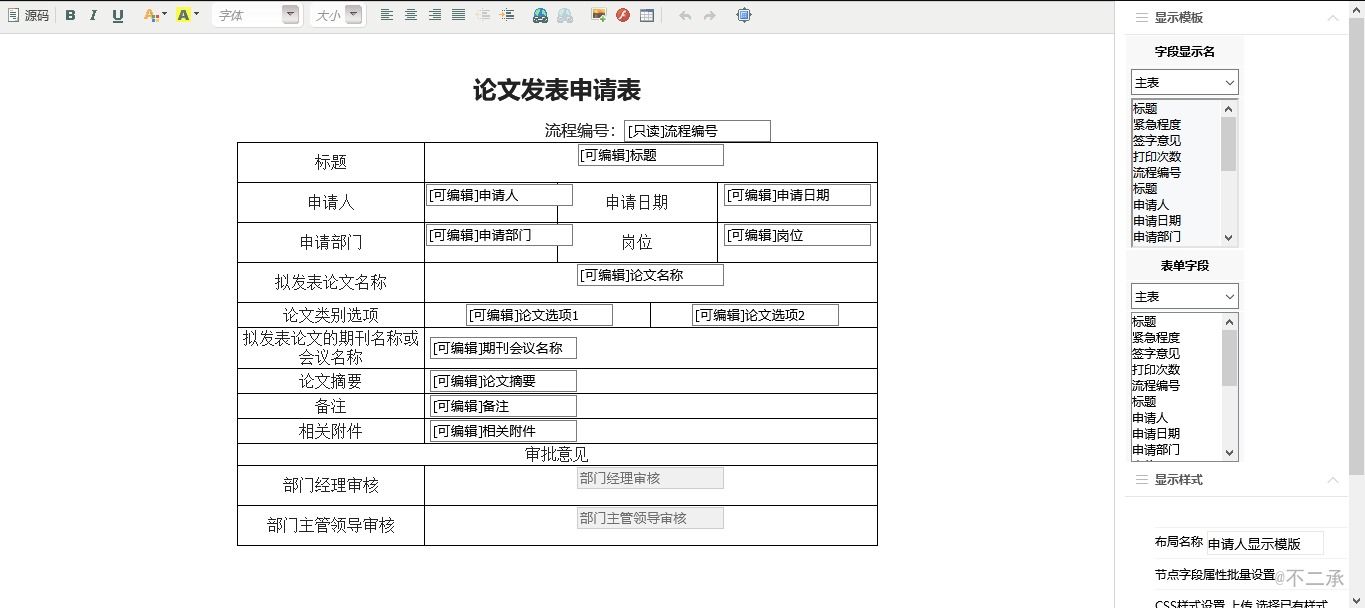 源码 B I U A A 字体 大小
论文发表申请表
流程编号：[只读]流程编号
标题 [可编辑]标题
申请人 [可编辑]申请人 申请日期 [可编辑]申请日期
申请部门 [可编辑]申请部门 岗位 [可编辑]岗位
拟发表论文名称 [可编辑]论文名称
论文类别选项 [可编辑]论文选项1 [可编辑]论文选项2
拟发表论文的期刊名称或
会议名称 [可编辑]期刊会议名称
论文摘要 [可编辑]论文摘要
备注 [可编辑]备注
相关附件 [可编辑]相关附件
审批意见
部门经理审核 部门经理审核
部门主管领导审核 部门主管领导审核
显示模板
字段显示名
主表
标题
紧急程度
签字意见
打印次数
流程编号
标题
申请人
申请日期
申请部门
表单字段
主表
标题
紧急程度
签字意见
打印次数
流程编号
标题
申请人
申请日期
申请部门
显示样式
布局名称 申请人显示模版
节点字段属性批量设置
@不二承
CSS样式设置 上传 选择已有样式